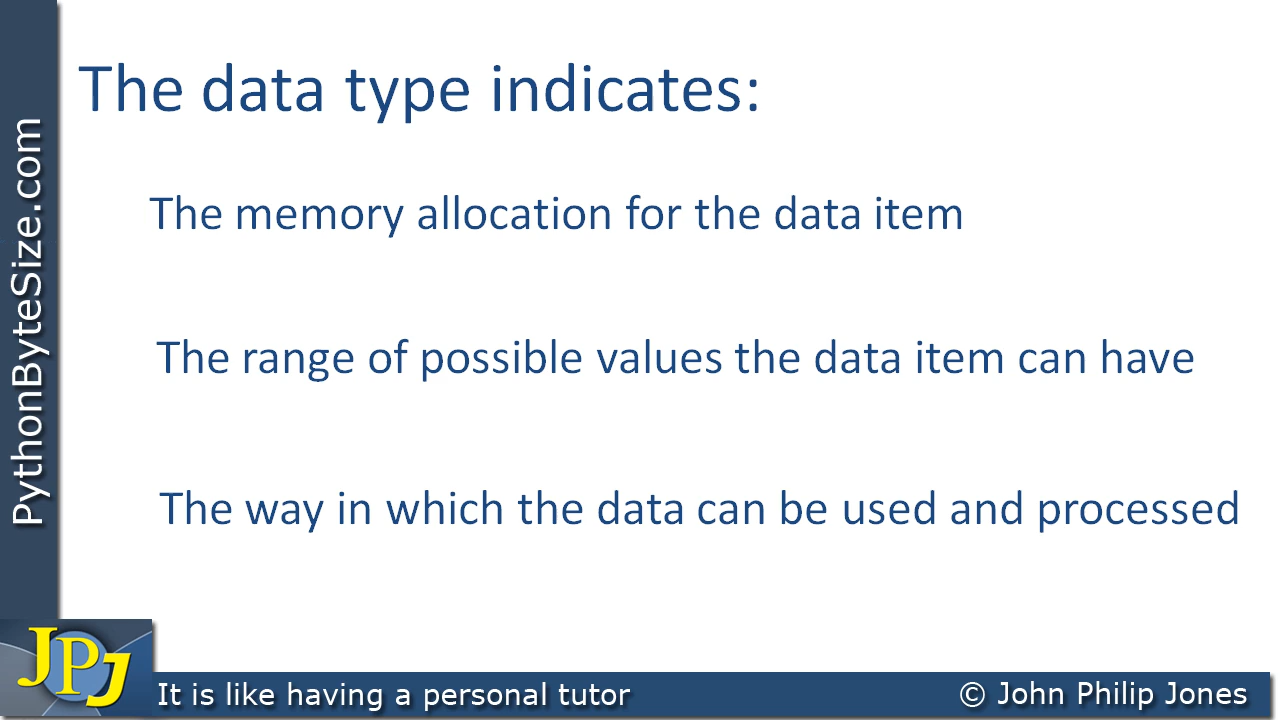 The data type indicates:
The memory allocation for the data item
The range of possible values the data item can have
The way in which the data can be used and processed
PythonByteSize.com
JPJ
It is like having a personal tutor
© John Philip Jones